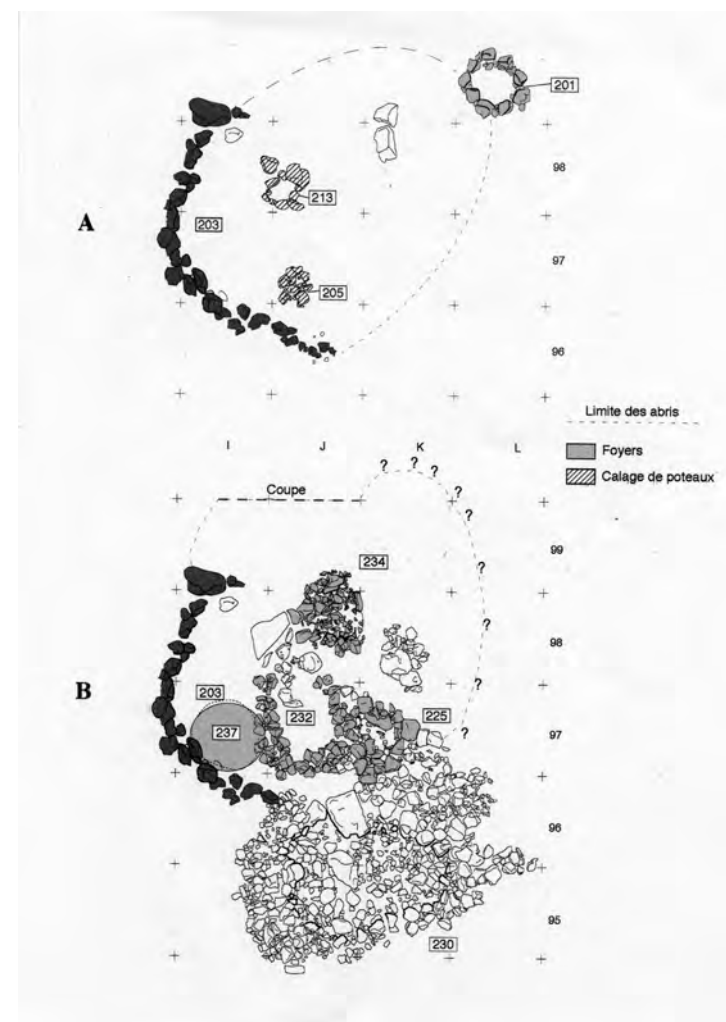 201
98
213
A
203
97
205
96
Limite des abris
I
J
K
L
Foyers
? ? ? ?
Coupe
Calage de poteaux
?
?
99
234
?
98
?
B
203
?
232
225
237
?
97
96
95
230